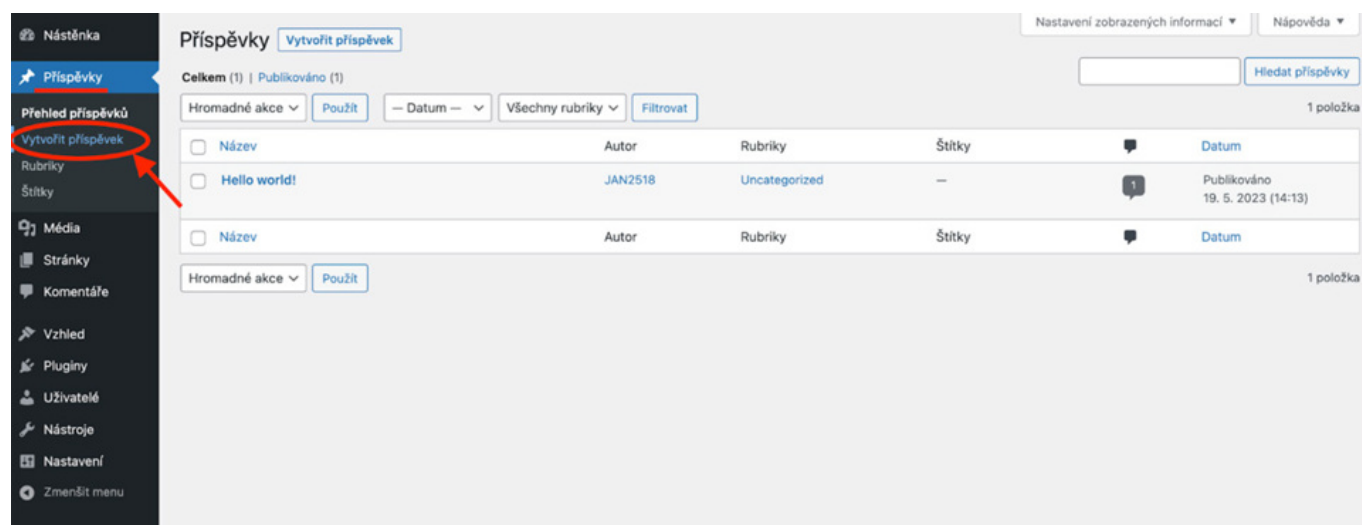 Nástěnka
Příspěvky
Přehled příspěvků
Vytvořit příspěvek
Rubriky
Štítky
Média
Stránky
Komentáře
Vzhled
Pluginy
Uživatelé
Nástroje
Nastavení
Zmenšit menu
Nastavení zobrazených informací ▼ Nápověda ▼
Příspěvky Vytvořit příspěvek
Celkem (1) | Publikováno (1)
Hledat příspěvky
Hromadné akce Použít — Datum — Všechny rubriky Filtrovat 1 položka
Název Autor Rubriky Štítky Datum
Hello world! JAN2518 Uncategorized — 1 Publikováno
19. 5. 2023 (14:13)
Název Autor Rubriky Štítky Datum
Hromadné akce Použít 1 položka